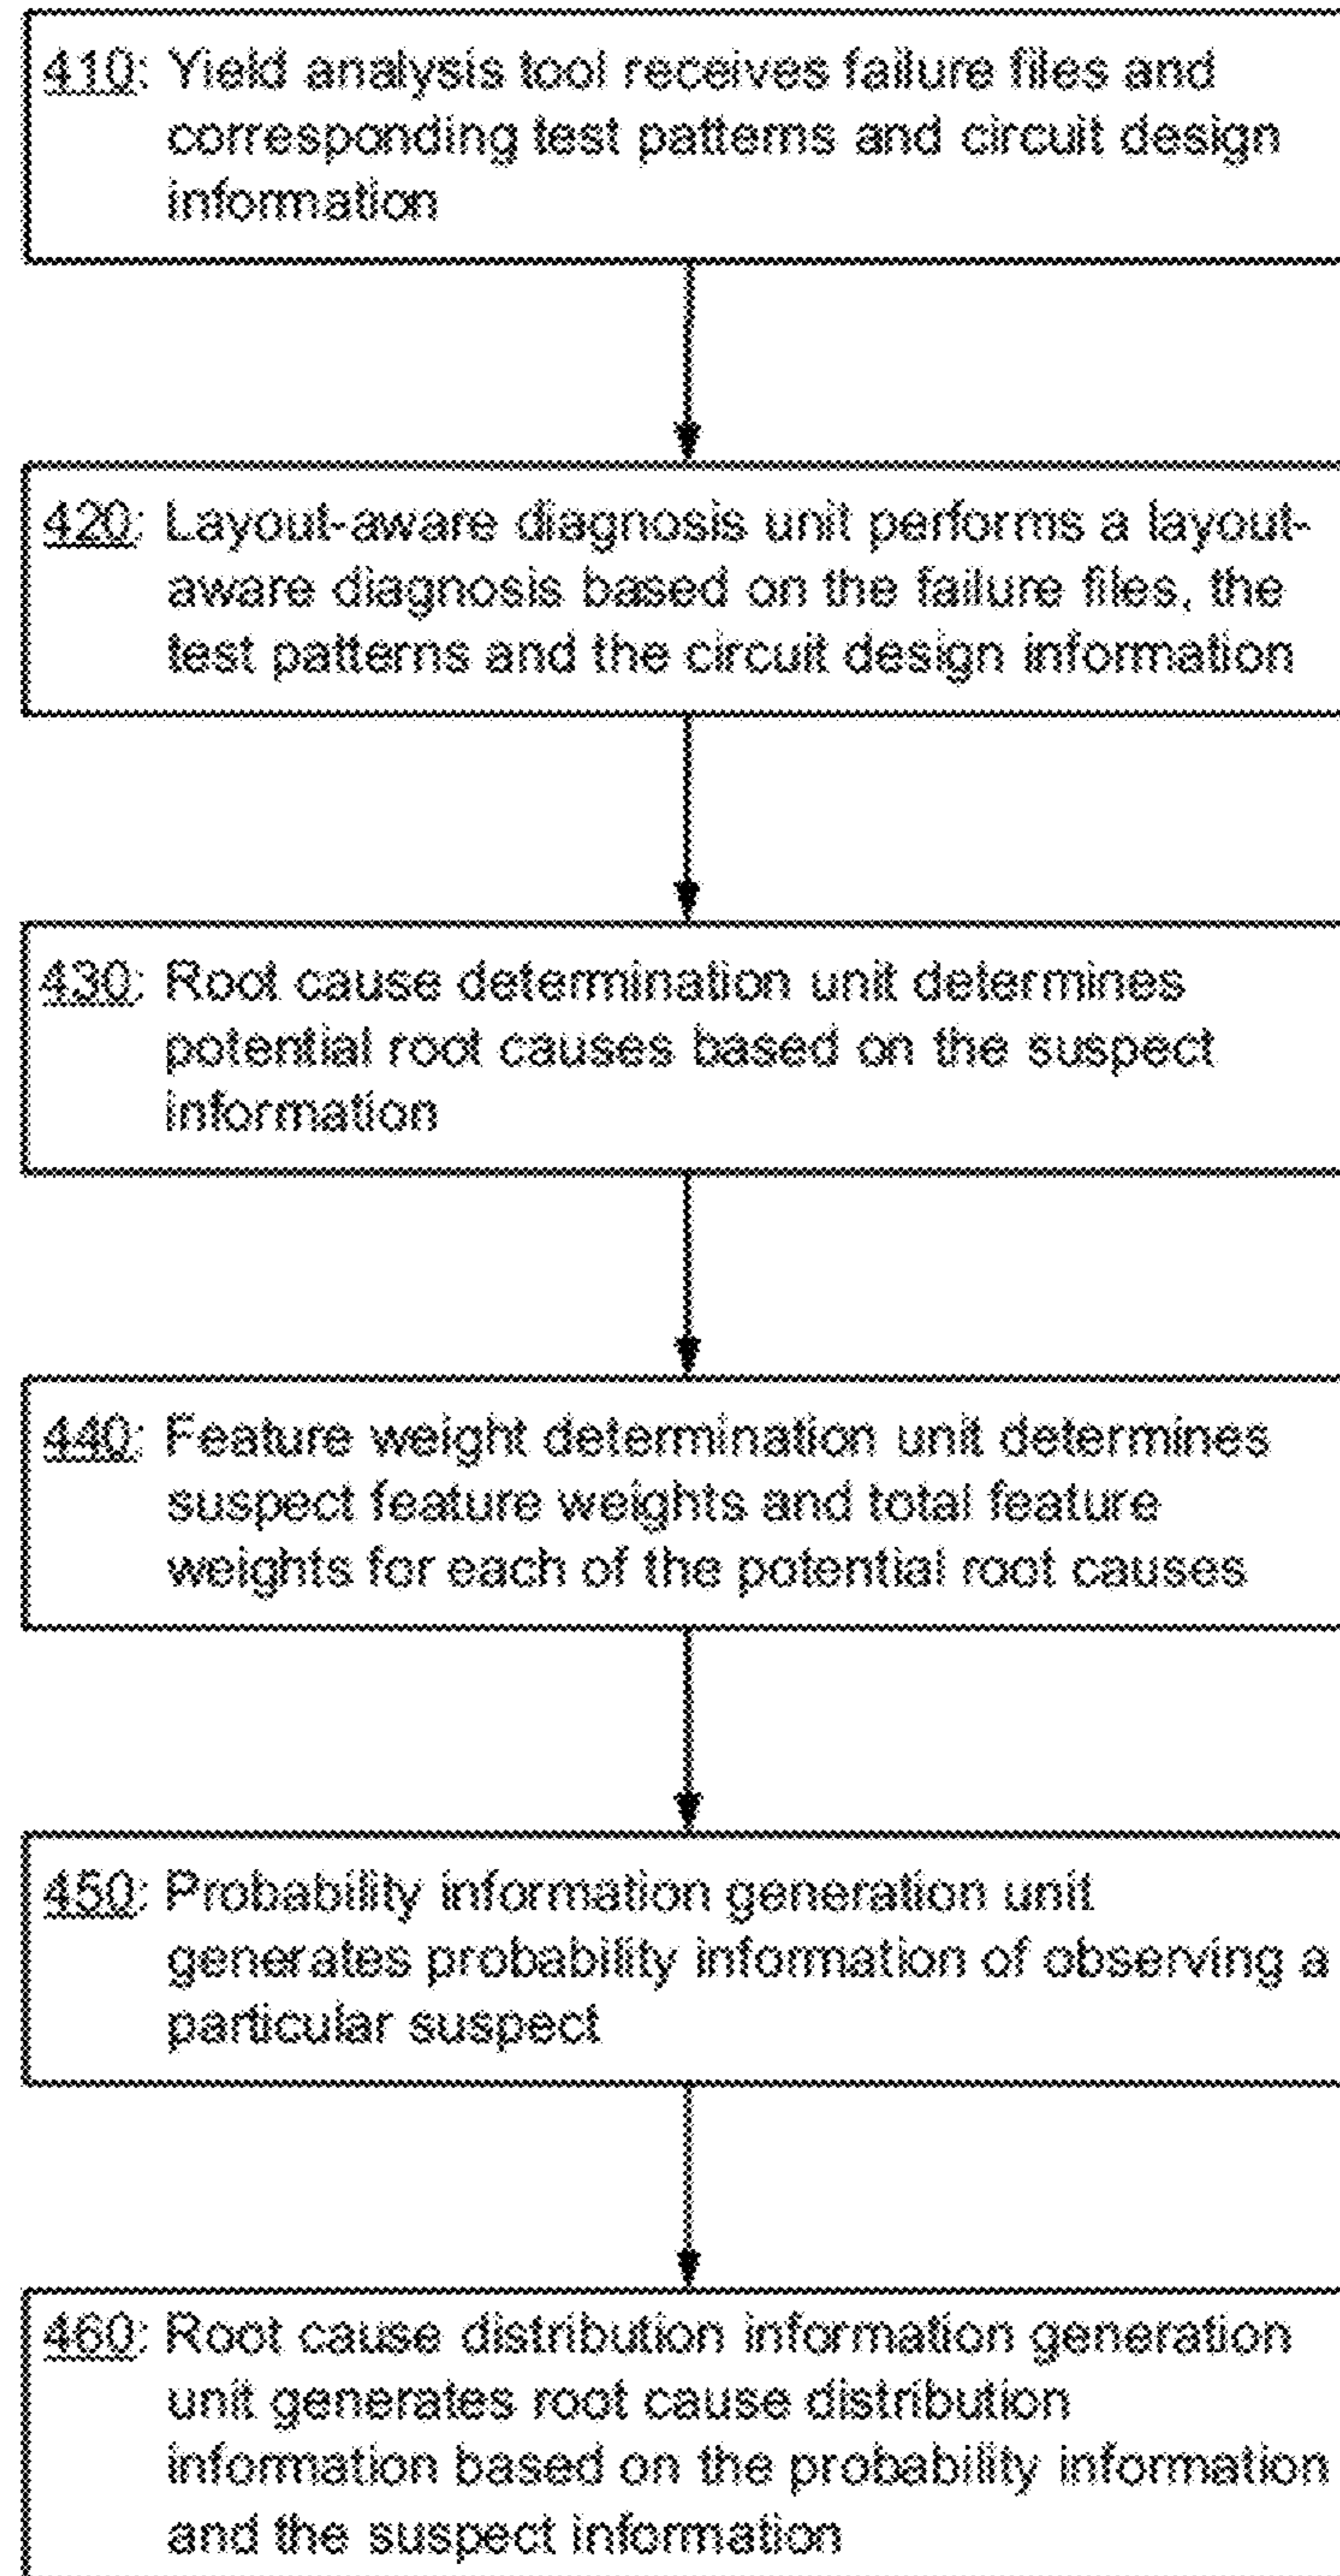 410: Yield analysis tool receives failure files and
corresponding test patterns and circuit design
information
420: Layout-aware diagnosis unit performs a layout-
aware diagnosis based on the failure files, the
test patterns and the circuit design information
430: Root cause determination unit determines
potential root causes based on the suspect
information
440: Feature weight determination unit determines
suspect feature weights and total feature
weights for each of the potential root causes
450: Probability information generation unit
generates probability information of observing a
particular suspect
460: Root cause distribution information generation
unit generates root cause distribution
information based on the probability information
and the suspect information